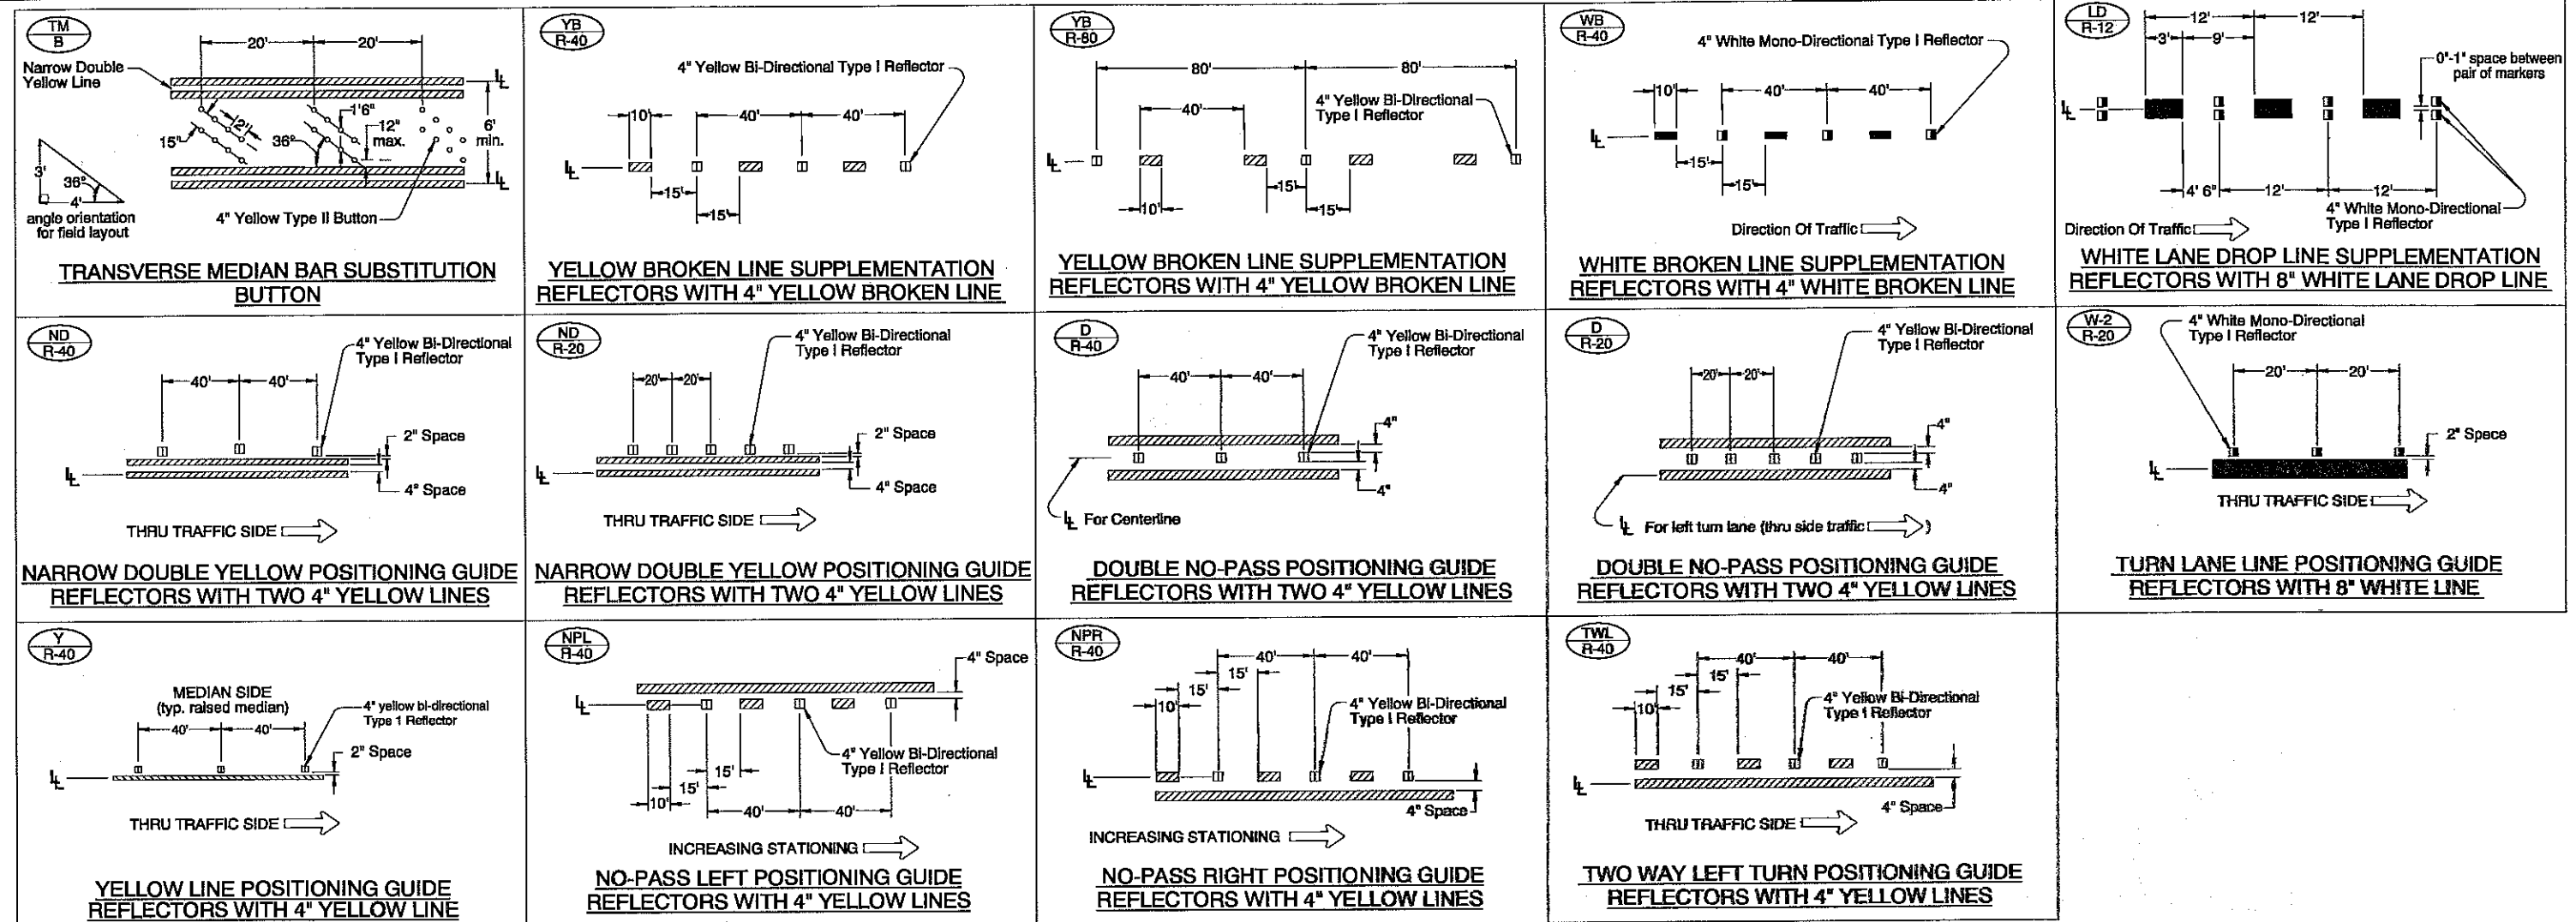 TM
B
20'
20'
Narrow Double
Yellow Line
1'6"
12"
max.
2'
15"
36°
6'
min.
3'
36°
4'
angle orientation
for field layout
4" Yellow Type II Button
TRANSVERSE MEDIAN BAR SUBSTITUTION
BUTTON
YB
R-40
4" Yellow Bi-Directional Type I Reflector
10'
40'
40'
15'
15'
YELLOW BROKEN LINE SUPPLEMENTATION
REFLECTORS WITH 4" YELLOW BROKEN LINE
YB
R-80
80'
80'
40'
4" Yellow Bi-Directional
Type I Reflector
10'
15'
15'
YELLOW BROKEN LINE SUPPLEMENTATION
REFLECTORS WITH 4" YELLOW BROKEN LINE
WB
R-40
4" White Mono-Directional Type I Reflector
10'
40'
40'
15'
15'
Direction Of Traffic
WHITE BROKEN LINE SUPPLEMENTATION
REFLECTORS WITH 4" WHITE BROKEN LINE
LD
R-12
12'
12'
3'
9'
0"-1" space between
pair of markers
4' 6"
12'
12'
4" White Mono-Directional
Type I Reflector
Direction Of Traffic
WHITE LANE DROP LINE SUPPLEMENTATION
REFLECTORS WITH 8" WHITE LANE DROP LINE
ND
R-40
4" Yellow Bi-Directional
Type I Reflector
40'
40'
2" Space
4" Space
THRU TRAFFIC SIDE
NARROW DOUBLE YELLOW POSITIONING GUIDE
REFLECTORS WITH TWO 4" YELLOW LINES
ND
R-20
4" Yellow Bi-Directional
Type I Reflector
20'
20'
2" Space
4" Space
THRU TRAFFIC SIDE
NARROW DOUBLE YELLOW POSITIONING GUIDE
REFLECTORS WITH TWO 4" YELLOW LINES
D
R-40
4" Yellow Bi-Directional
Type I Reflector
40'
40'
4"
4"
For Centerline
DOUBLE NO-PASS POSITIONING GUIDE
REFLECTORS WITH TWO 4" YELLOW LINES
D
R-20
4" Yellow Bi-Directional
Type I Reflector
20'
20'
4"
4"
For left turn lane (thru side traffic )
DOUBLE NO-PASS POSITIONING GUIDE
REFLECTORS WITH TWO 4" YELLOW LINES
W-2
R-20
4" White Mono-Directional
Type I Reflector
20'
20'
2" Space
THRU TRAFFIC SIDE
TURN LANE LINE POSITIONING GUIDE
REFLECTORS WITH 8" WHITE LINE
Y
R-40
MEDIAN SIDE
(typ. raised median)
4" yellow bi-directional
Type 1 Reflector
40'
40'
2" Space
THRU TRAFFIC SIDE
YELLOW LINE POSITIONING GUIDE
REFLECTORS WITH 4" YELLOW LINE
NPL
R-40
4" Space
4" Yellow Bi-Directional
Type I Reflector
15'
15'
10'
40'
40'
INCREASING STATIONING
NO-PASS LEFT POSITIONING GUIDE
REFLECTORS WITH 4" YELLOW LINES
NPR
R-40
40'
40'
15'
15'
10'
4" Yellow Bi-Directional
Type I Reflector
4" Space
INCREASING STATIONING
NO-PASS RIGHT POSITIONING GUIDE
REFLECTORS WITH 4" YELLOW LINES
TWL
R-40
40'
40'
15'
15'
10'
4" Yellow Bi-Directional
Type I Reflector
4" Space
THRU TRAFFIC SIDE
TWO WAY LEFT TURN POSITIONING GUIDE
REFLECTORS WITH 4" YELLOW LINES